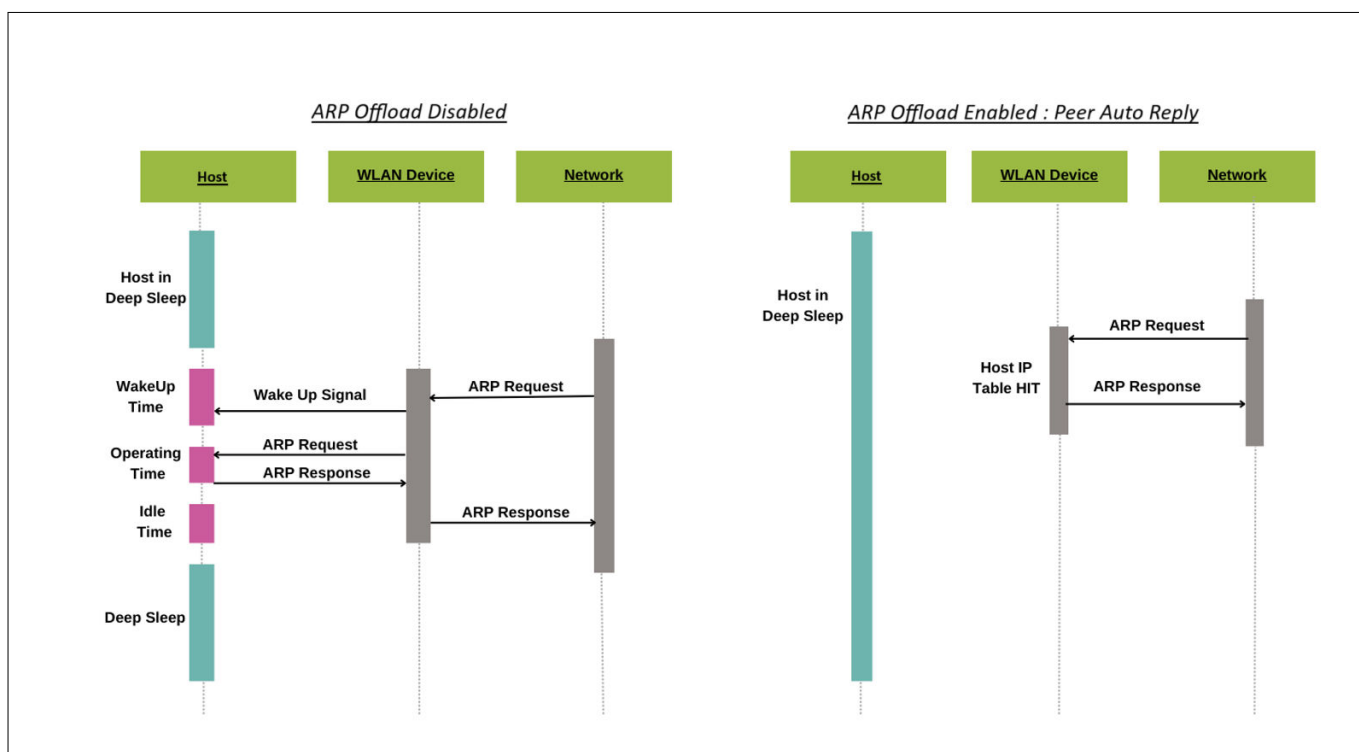 ARP Offload Disabled
Host
WLAN Device
Network
Host in
Deep Sleep
WakeUp
Time
Wake Up Signal
ARP Request
Operating
Time
ARP Request
ARP Response
Idle
Time
ARP Response
Deep Sleep
ARP Offload Enabled : Peer Auto Reply
Host
WLAN Device
Network
Host in
Deep Sleep
ARP Request
Host IP
Table HIT
ARP Response